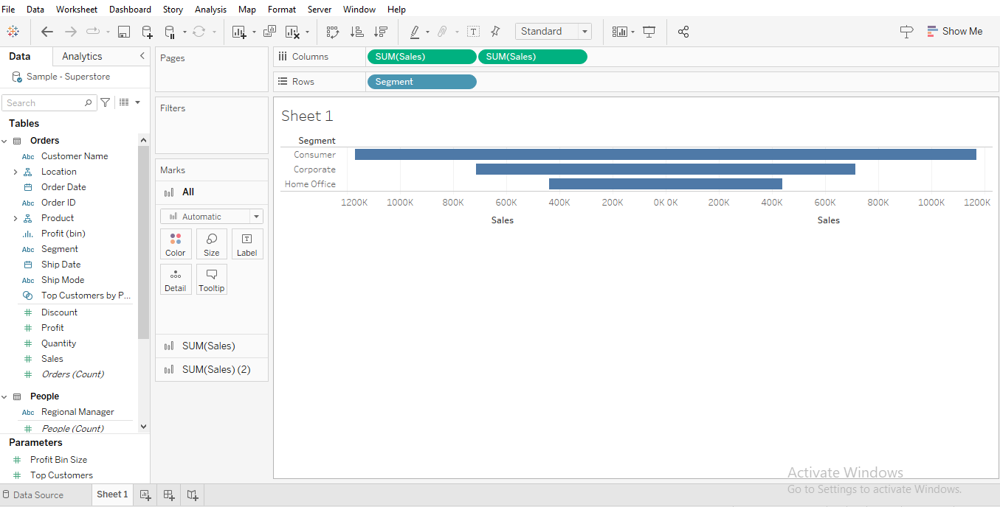 File Data Worksheet Dashboard Story Analysis Map Format Server Window Help
Standard
Show Me
Data Analytics
Sample - Superstore
Search
Tables
Orders
Abc Customer Name
Location
Order Date
Abc Order ID
Product
Profit (bin)
Abc Segment
Ship Date
Abc Ship Mode
Top Customers by P...
# Discount
# Profit
# Quantity
# Sales
# Orders (Count)
People
Abc Regional Manager
# People (Count)
Parameters
# Profit Bin Size
# Top Customers
Pages
Filters
Marks
All
Automatic
Color Size Label
Detail Tooltip
SUM(Sales)
SUM(Sales) (2)
Columns SUM(Sales) SUM(Sales)
Rows Segment
Sheet 1
Segment
Consumer
Corporate
Home Office
1200K 1000K 800K 600K 400K 200K 0K 0K 200K 400K 600K 800K 1000K 1200K
Sales Sales
Activate Windows
Go to Settings to activate Windows.
Data Source Sheet 1